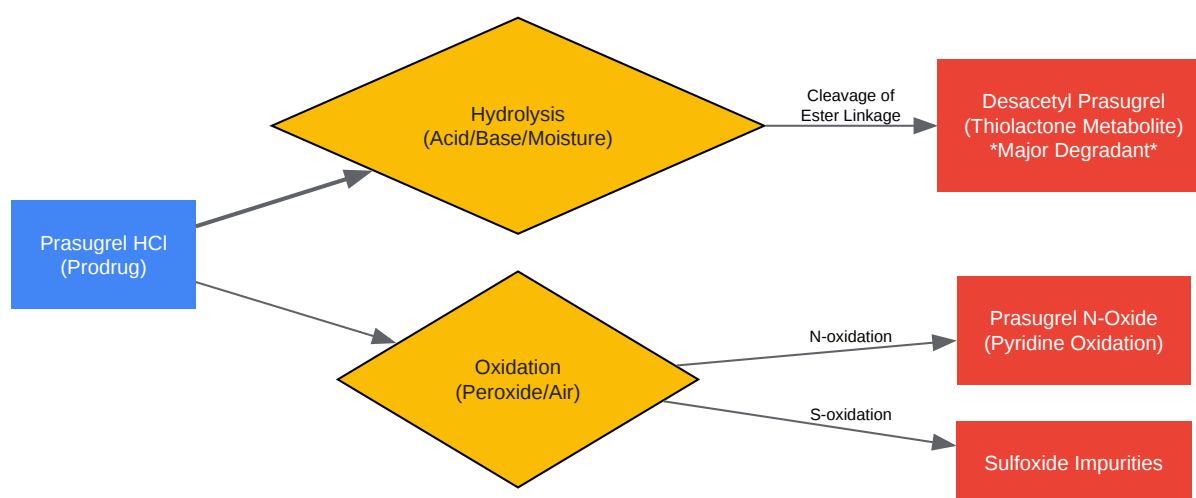 Hydrolysis
(Acid/Base/Moisture)
Cleavage of
Ester Linkage
Desacetyl Prasugrel
(Thiolactone Metabolite)
*Major Degradant*
Prasugrel HCl
(Prodrug)
Oxidation
(Peroxide/Air)
N-oxidation
Prasugrel N-Oxide
(Pyridine Oxidation)
S-oxidation
Sulfoxide Impurities